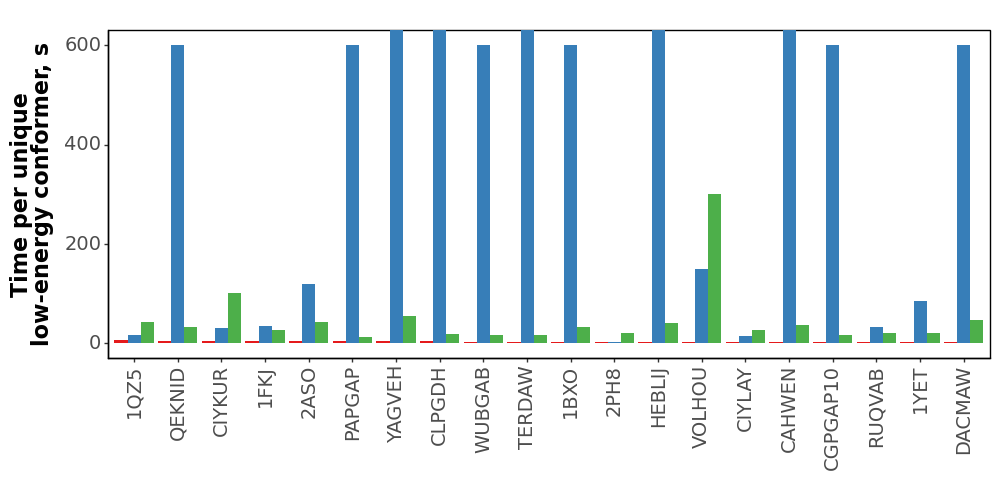 Time per unique
low-energy conformer, s
600
400
200
0
1QZ5
QEKNID
CIYKUR
1FKJ
2ASO
PAPGAP
YAGVEH
CLPGDH
WUBGAB
TERDAW
1BXO
2PH8
HEBLIJ
VOLHOU
CIYLAY
CAHWEN
CGPGAP10
RUQVAB
1YET
DACMAW